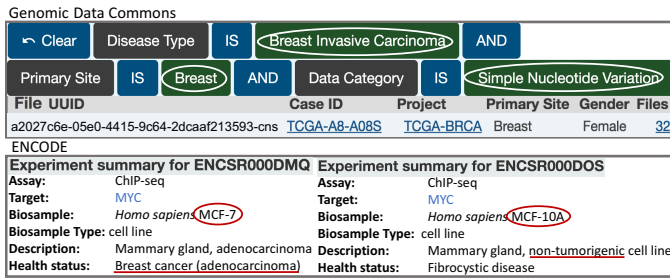 Genomic Data Commons
Clear Disease Type IS Breast Invasive Carcinoma AND
Primary Site IS Breast AND Data Category IS Simple Nucleotide Variation
File UUID Case ID Project Primary Site Gender Files
a2027c6e-05e0-4415-9c64-2dcaaf213593-cns TCGA-A8-A08S TCGA-BRCA Breast Female 32
ENCODE
Experiment summary for ENCSR000DMQ
Assay: ChIP-seq
Target: MYC
Biosample: Homo sapiens MCF-7
Biosample Type: cell line
Description: Mammary gland, adenocarcinoma
Health status: Breast cancer (adenocarcinoma)
Experiment summary for ENCSR000DOS
Assay: ChIP-seq
Target: MYC
Biosample: Homo sapiens MCF-10A
Biosample Type: cell line
Description: Mammary gland, non-tumorigenic cell line
Health status: Fibrocystic disease